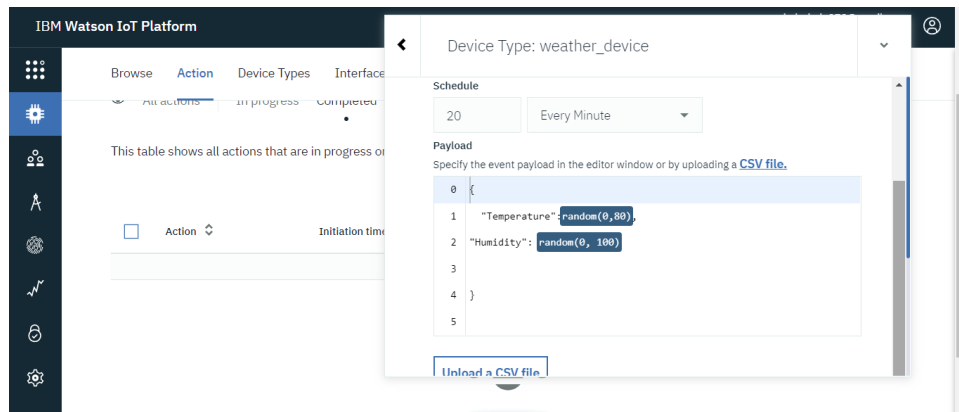 IBM Watson IoT Platform
Browse Action Device Types Interface
All actions In progress Completed
This table shows all actions that are in progress or
Action Initiation time
Device Type: weather_device
Schedule
20 Every Minute
Payload
Specify the event payload in the editor window or by uploading a CSV file.
0 {
1 "Temperature":random(0,80),
2 "Humidity": random(0, 100)
3
4 }
5
Upload a CSV file